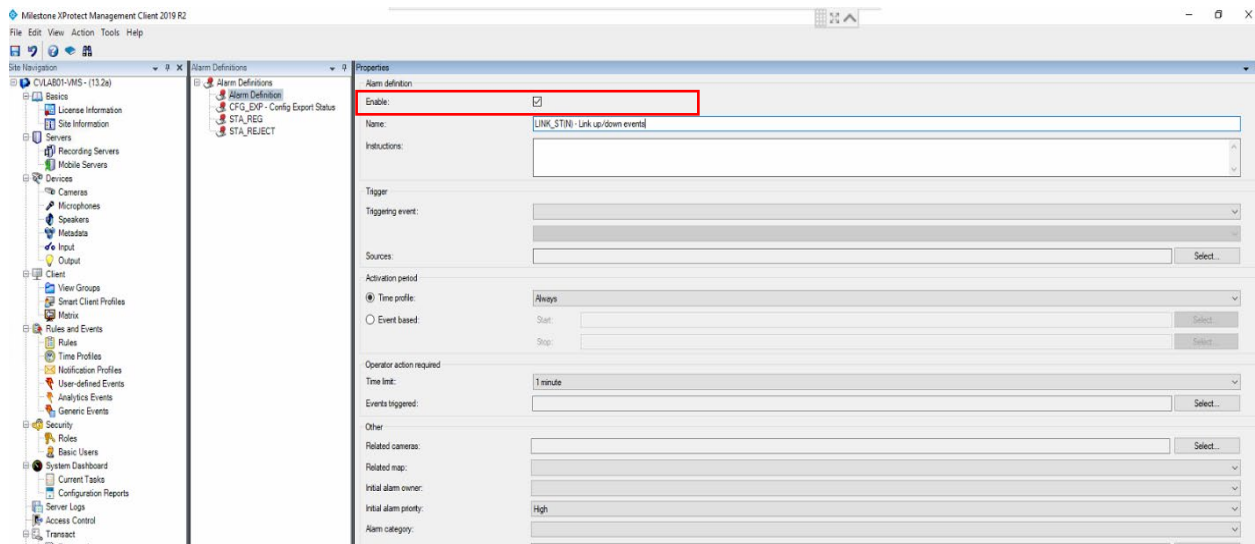 Milestone XProtect Management Client 2019 R2
File Edit View Action Tools Help
Site Navigation
CVLAB01-VMS - (13.2a)
Basics
License Information
Site Information
Servers
Recording Servers
Mobile Servers
Devices
Cameras
Microphones
Speakers
Metadata
Input
Output
Client
View Groups
Smart Client Profiles
Matrix
Rules and Events
Rules
Time Profiles
Notification Profiles
User-defined Events
Analytics Events
Generic Events
Security
Roles
Basic Users
System Dashboard
Current Tasks
Configuration Reports
Server Logs
Access Control
Transact
Alarm Definitions
Alarm Definitions
Alarm Definition
CFG_EXP - Config Export Status
STA_REG
STA_REJECT
Properties
Alarm definition
Enable:
Name: LINK_ST(N) - Link up/down events
Instructions:
Trigger
Triggering event:
Sources: Select...
Activation period
Time profile: Always
Event based: Start: Select...
Stop: Select...
Operator action required
Time limit: 1 minute
Events triggered: Select...
Other
Related cameras: Select...
Related map:
Initial alarm owner:
Initial alarm priority: High
Alarm category: